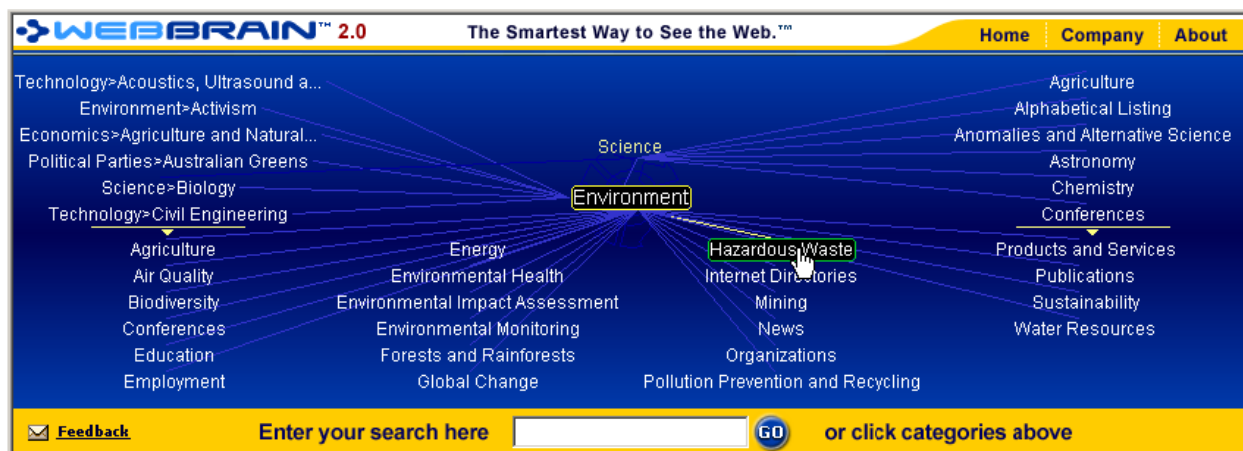 WEBBRAIN™ 2.0 The Smartest Way to See the Web.™ Home Company About
Technology>Acoustics, Ultrasound a...
Environment>Activism
Economics>Agriculture and Natural...
Political Parties>Australian Greens
Science>Biology
Technology>Civil Engineering
Science
Environment
Agriculture
Alphabetical Listing
Anomalies and Alternative Science
Astronomy
Chemistry
Conferences
Agriculture
Air Quality
Biodiversity
Conferences
Education
Employment
Energy
Environmental Health
Environmental Impact Assessment
Environmental Monitoring
Forests and Rainforests
Global Change
Hazardous Waste
Internet Directories
Mining
News
Organizations
Pollution Prevention and Recycling
Products and Services
Publications
Sustainability
Water Resources
Feedback Enter your search here GO or click categories above